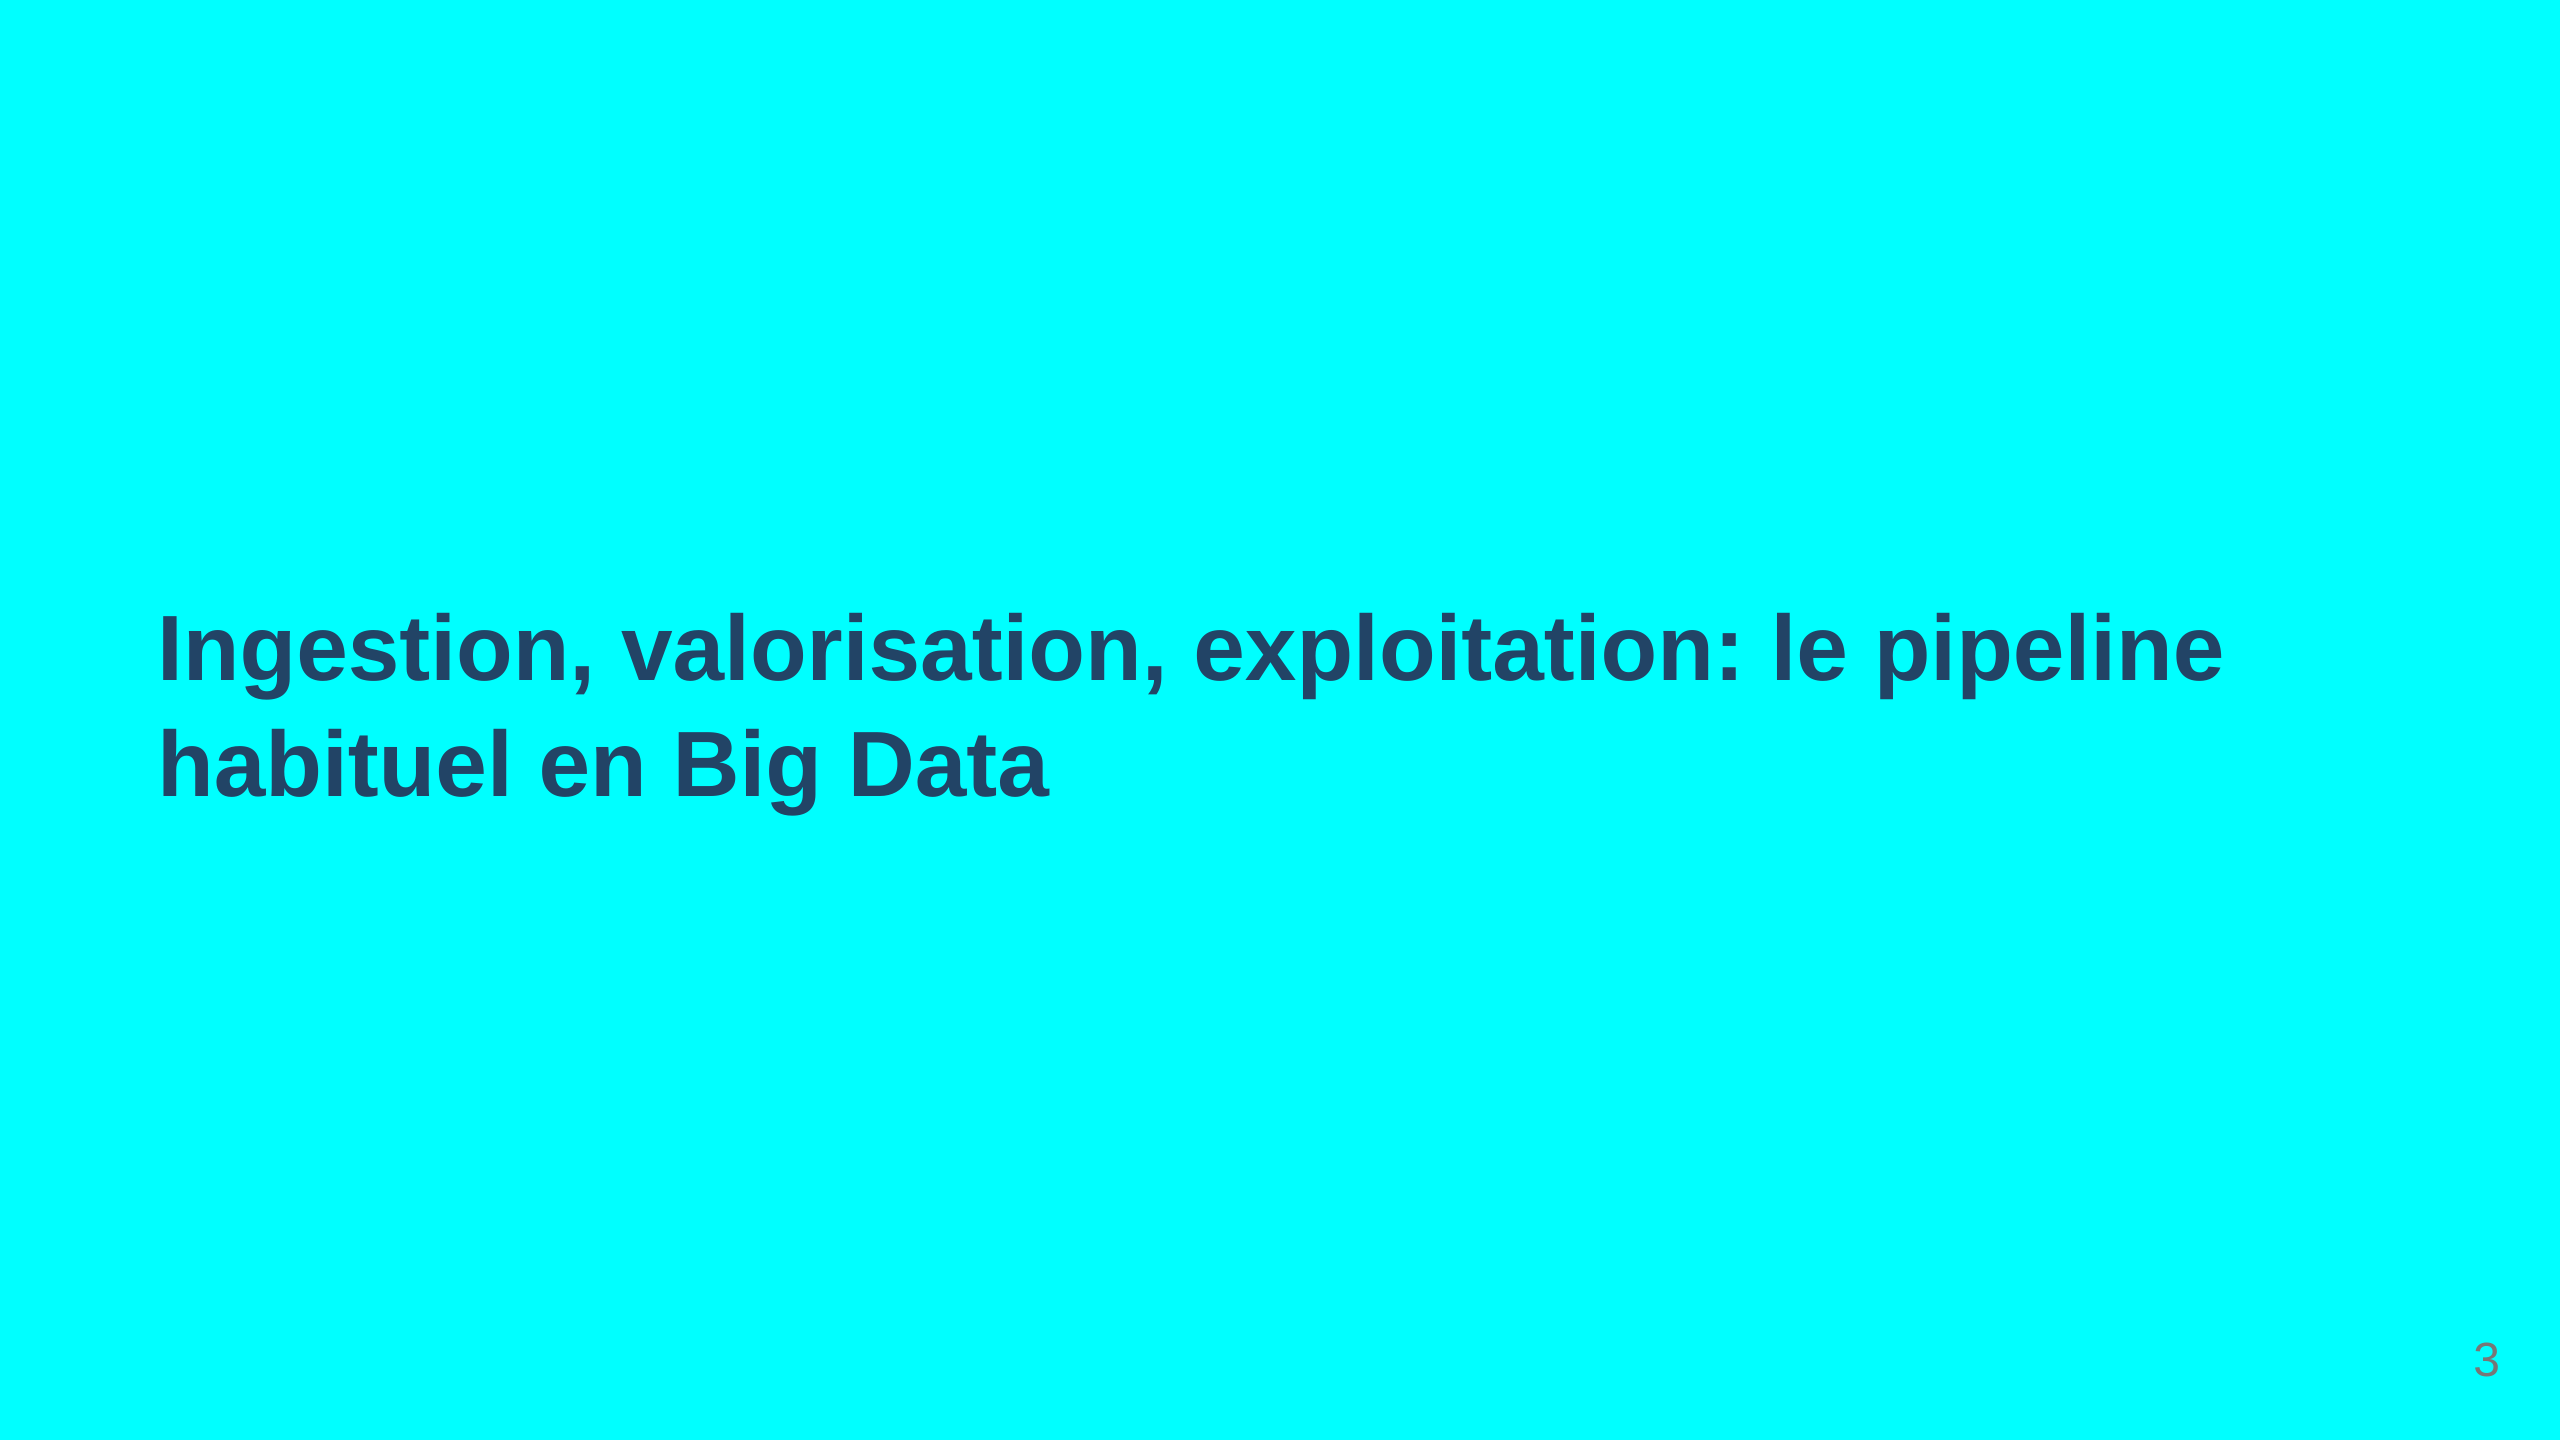 Ingestion, valorisation, exploitation: le pipeline
habituel en Big Data
3